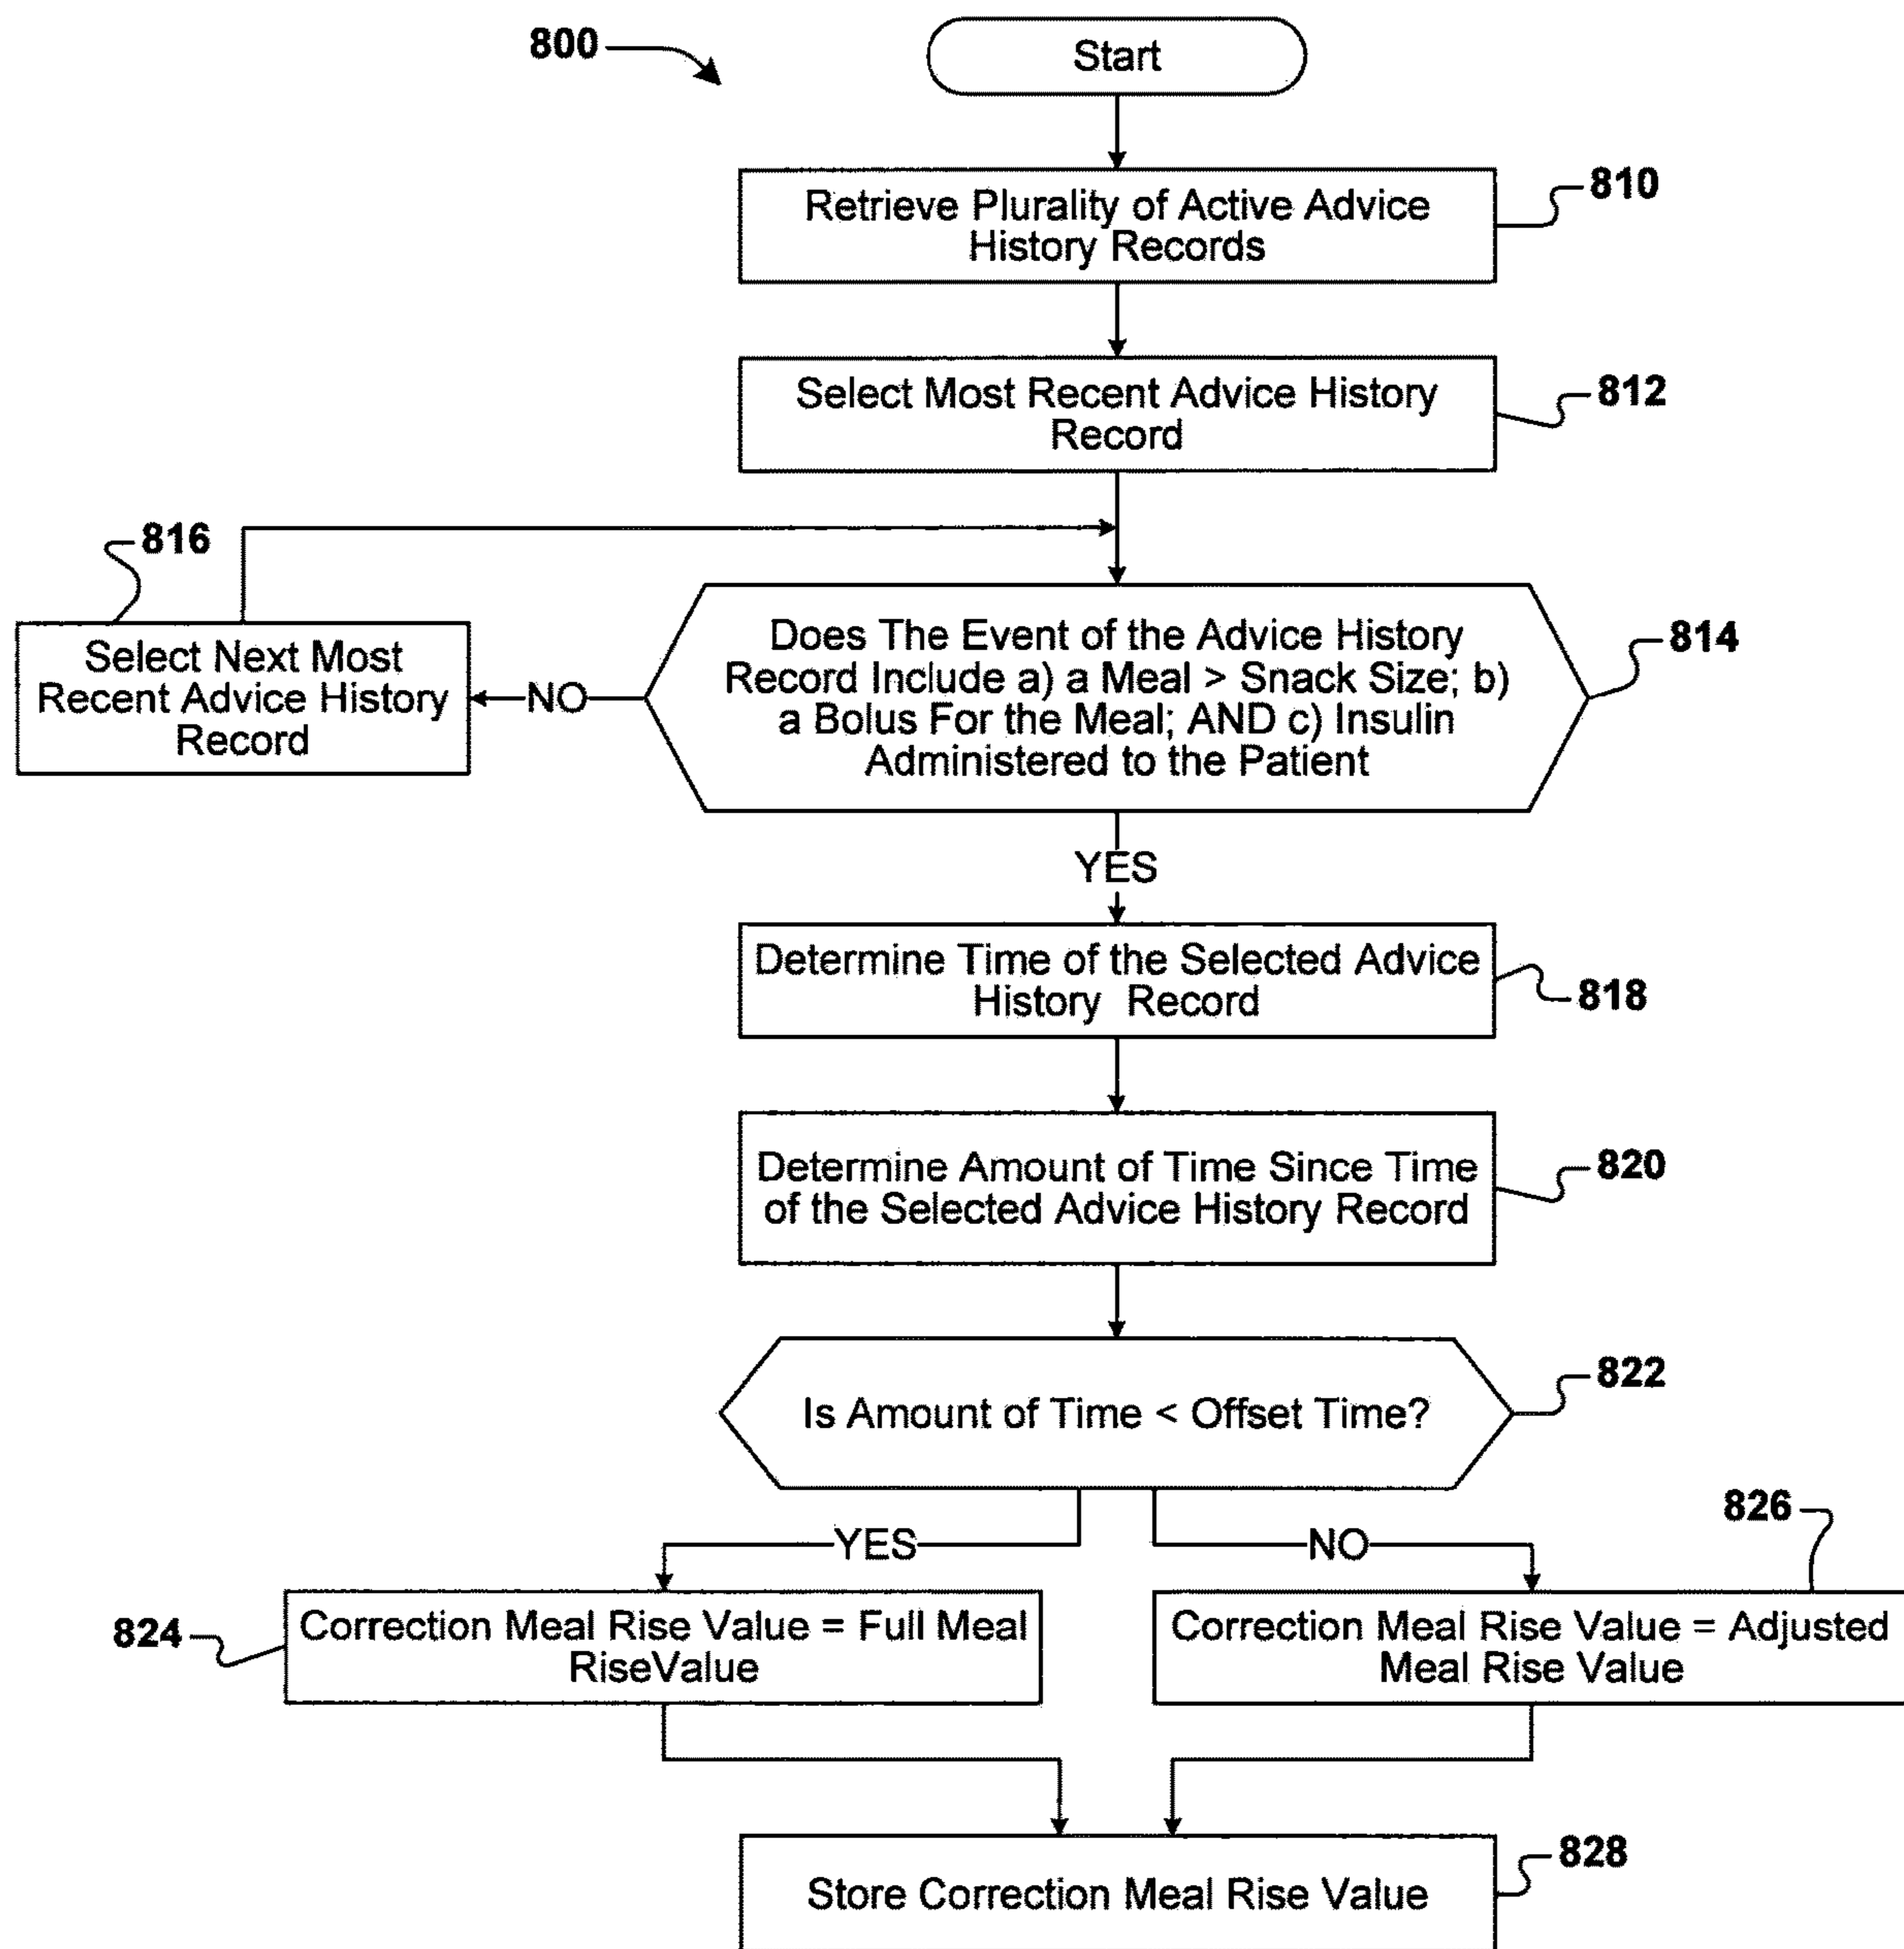 800
Start
Retrieve Plurality of Active Advice
History Records
810
Select Most Recent Advice History
Record
812
816
Select Next Most
Recent Advice History
Record
NO
Does The Event of the Advice History
Record Include a) a Meal > Snack Size; b)
a Bolus For the Meal; AND c) Insulin
Administered to the Patient
814
YES
Determine Time of the Selected Advice
History Record
818
Determine Amount of Time Since Time
of the Selected Advice History Record
820
Is Amount of Time < Offset Time?
822
YES
NO
826
824
Correction Meal Rise Value = Full Meal
RiseValue
Correction Meal Rise Value = Adjusted
Meal Rise Value
Store Correction Meal Rise Value
828